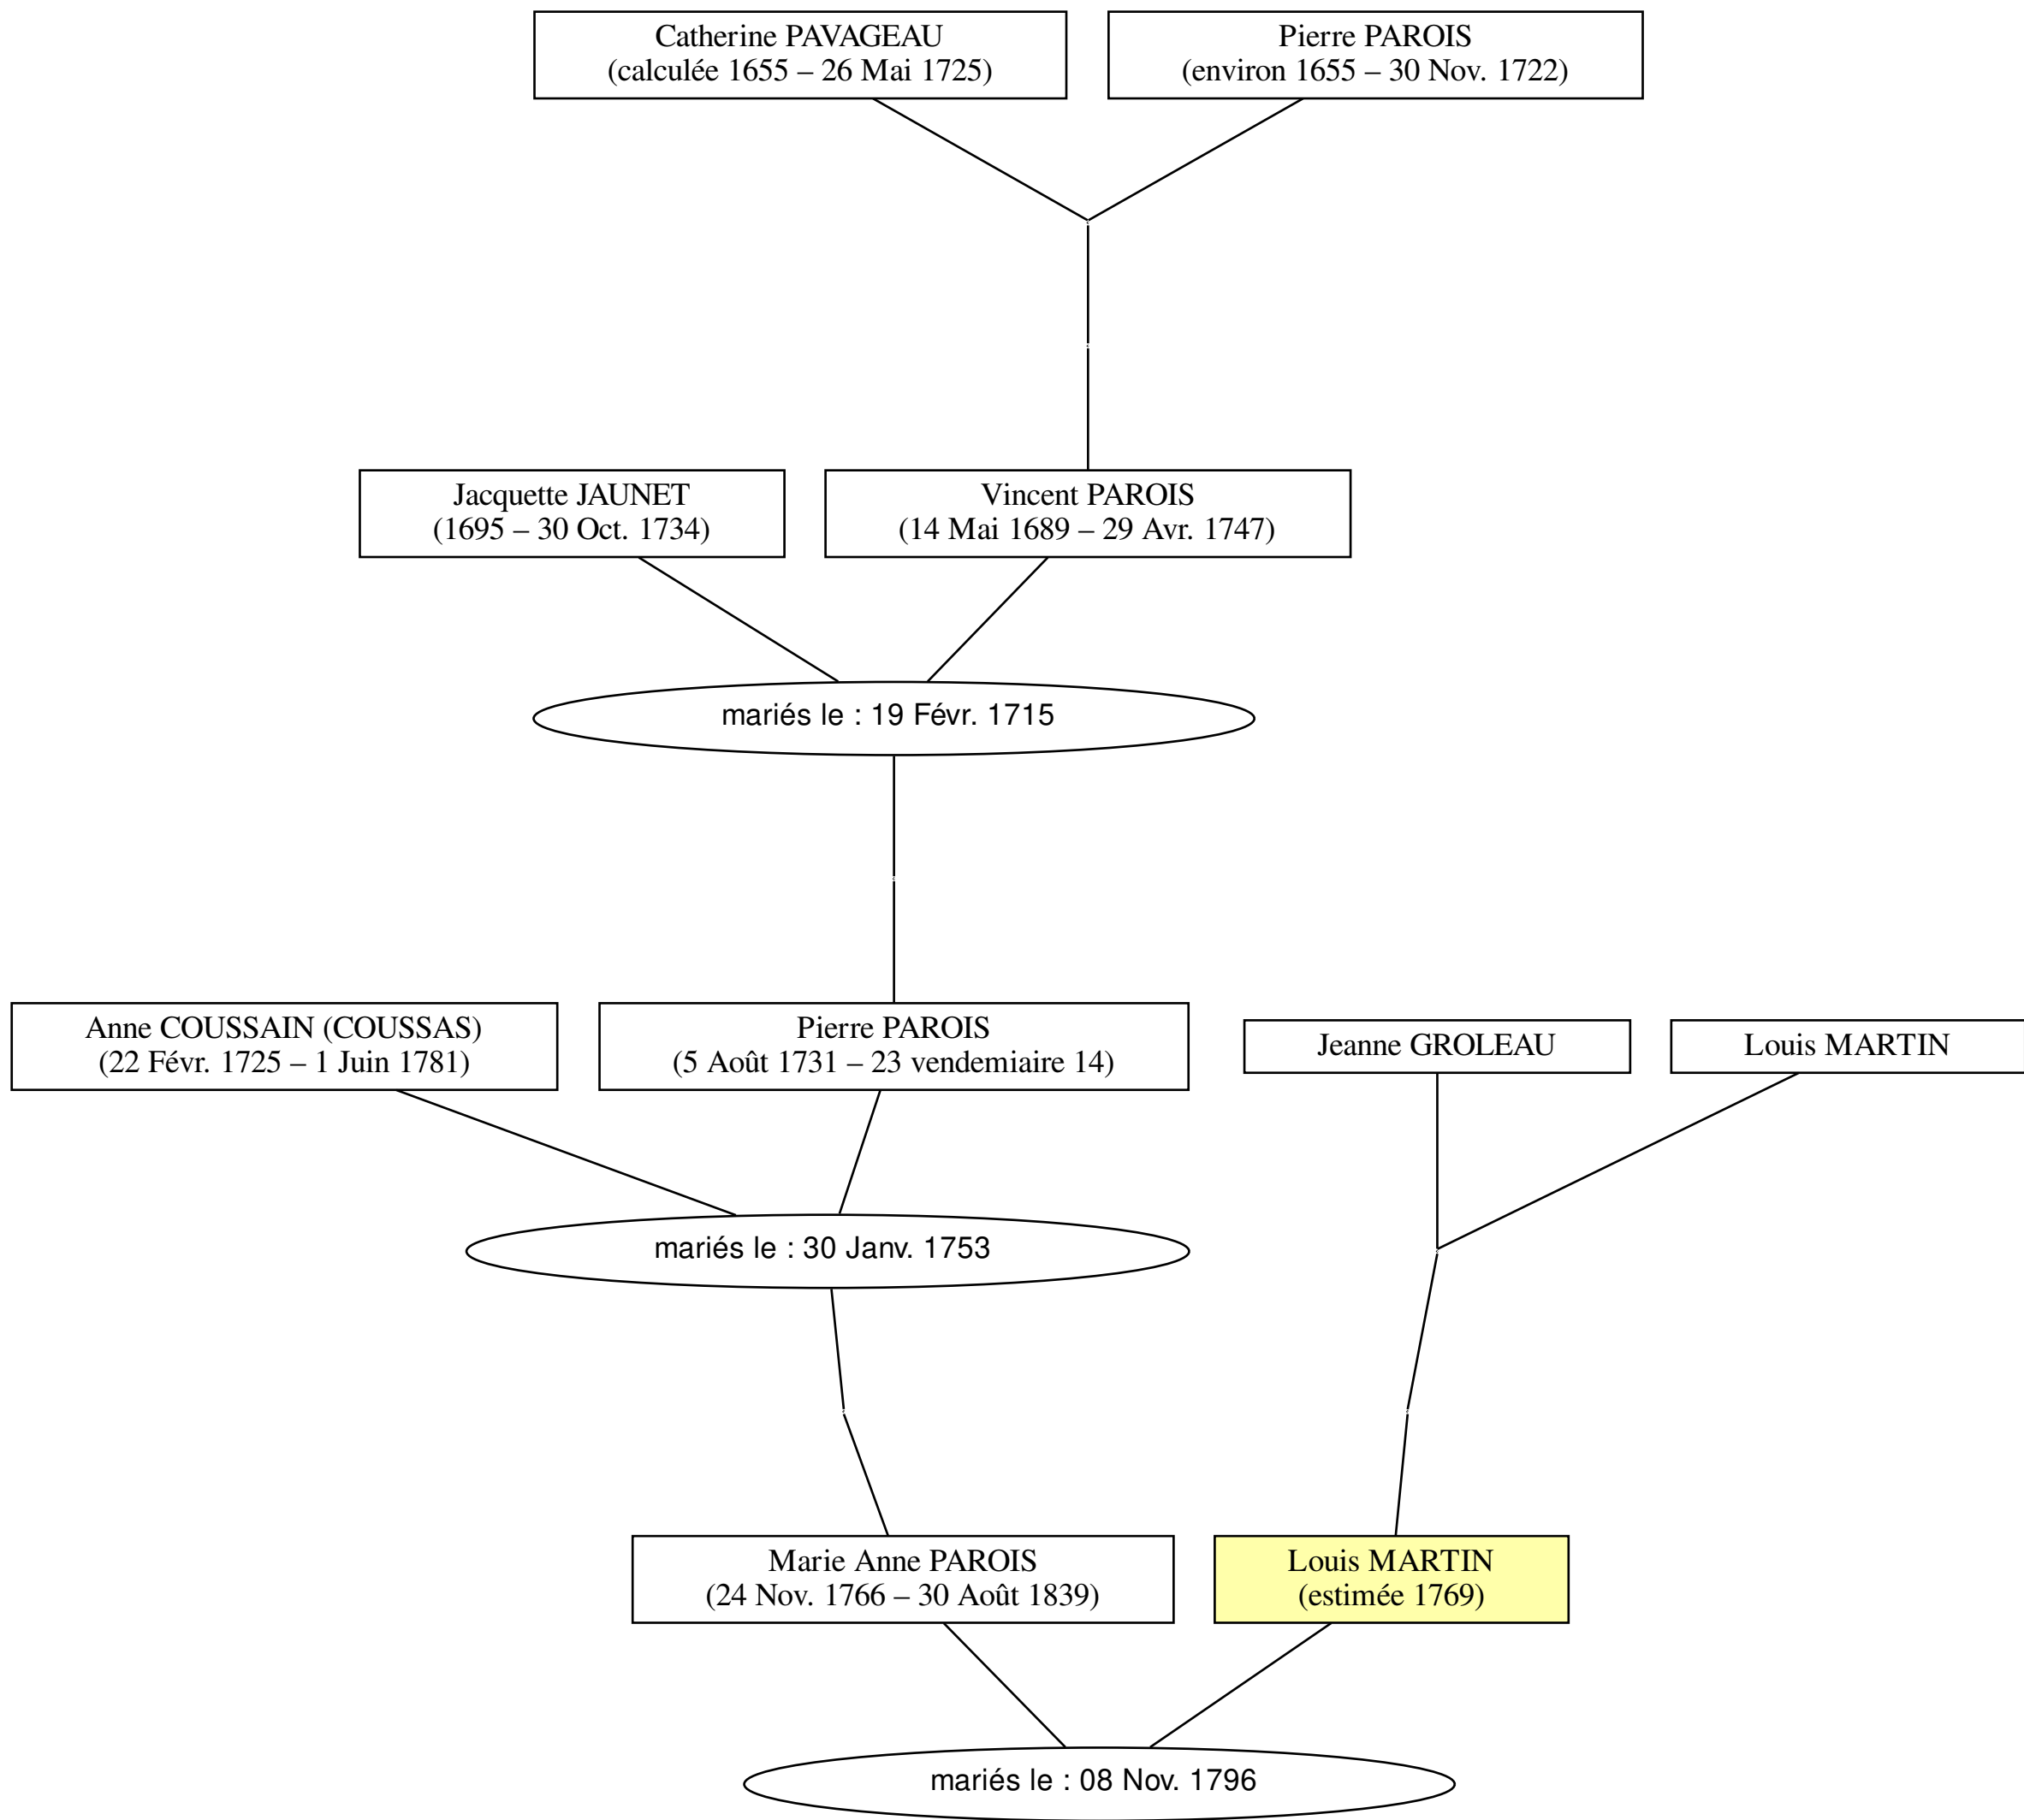 Catherine PAVAGEAU
(calculée 1655 – 26 Mai 1725)
Pierre PAROIS
(environ 1655 – 30 Nov. 1722)
Jacquette JAUNET
(1695 – 30 Oct. 1734)
Vincent PAROIS
(14 Mai 1689 – 29 Avr. 1747)
mariés le : 19 Févr. 1715
Anne COUSSAIN (COUSSAS)
(22 Févr. 1725 – 1 Juin 1781)
Pierre PAROIS
(5 Août 1731 – 23 vendemiaire 14)
Jeanne GROLEAU
Louis MARTIN
mariés le : 30 Janv. 1753
Marie Anne PAROIS
(24 Nov. 1766 – 30 Août 1839)
Louis MARTIN
(estimée 1769)
mariés le : 08 Nov. 1796